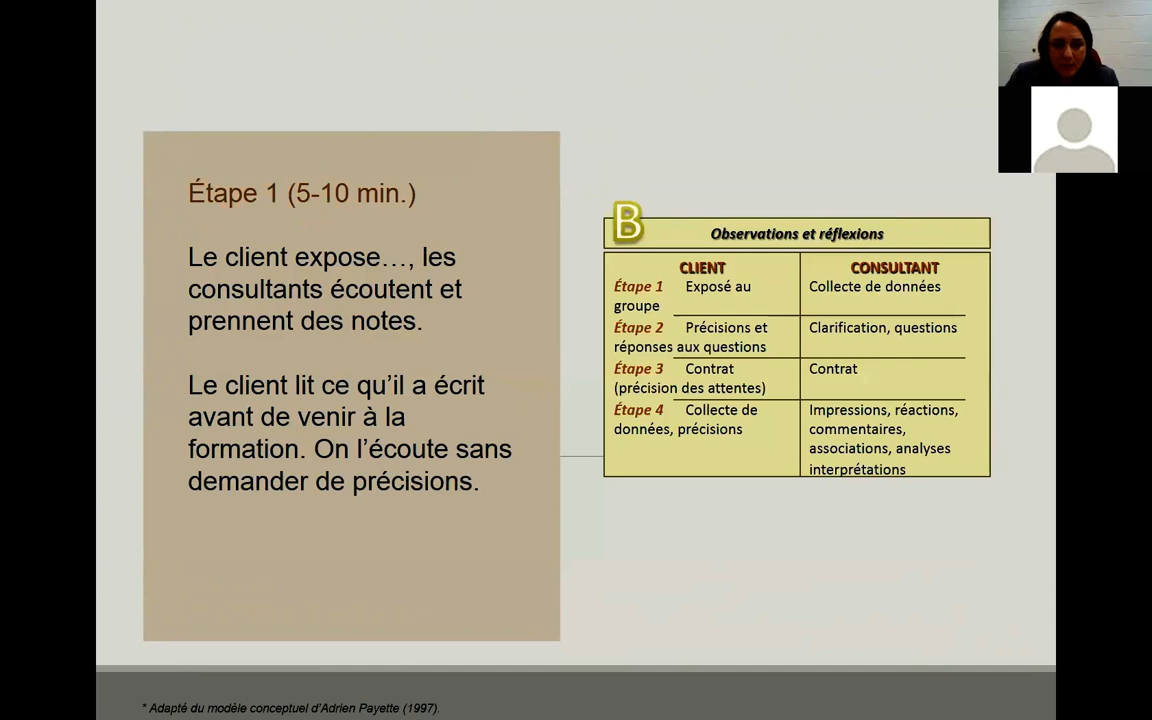 Étape 1 (5-10 min.)
Le client expose…, les
consultants écoutent et
prennent des notes.
Le client lit ce qu’il a écrit
avant de venir à la
formation. On l’écoute sans
demander de précisions.
B
Observations et réflexions
CLIENT
CONSULTANT
Étape 1 Exposé au
groupe
Collecte de données
Étape 2 Précisions et
réponses aux questions
Clarification, questions
Étape 3 Contrat
(précision des attentes)
Contrat
Étape 4 Collecte de
données, précisions
Impressions, réactions,
commentaires,
associations, analyses
interprétations
* Adapté du modèle conceptuel d’Adrien Payette (1997).